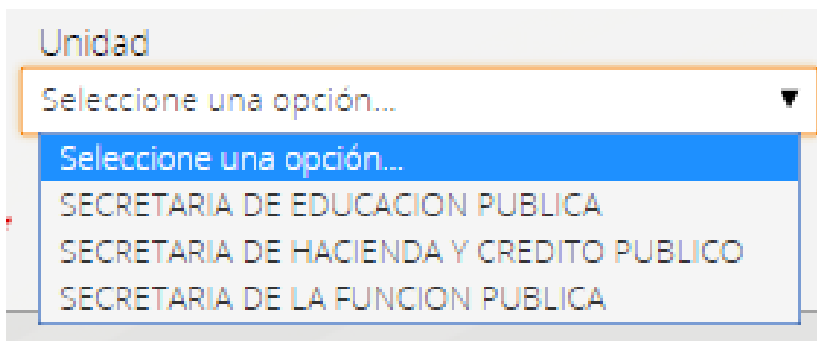 Unidad
Seleccione una opción...
Seleccione una opción...
SECRETARIA DE EDUCACION PUBLICA
SECRETARIA DE HACIENDA Y CREDITO PUBLICO
SECRETARIA DE LA FUNCION PUBLICA